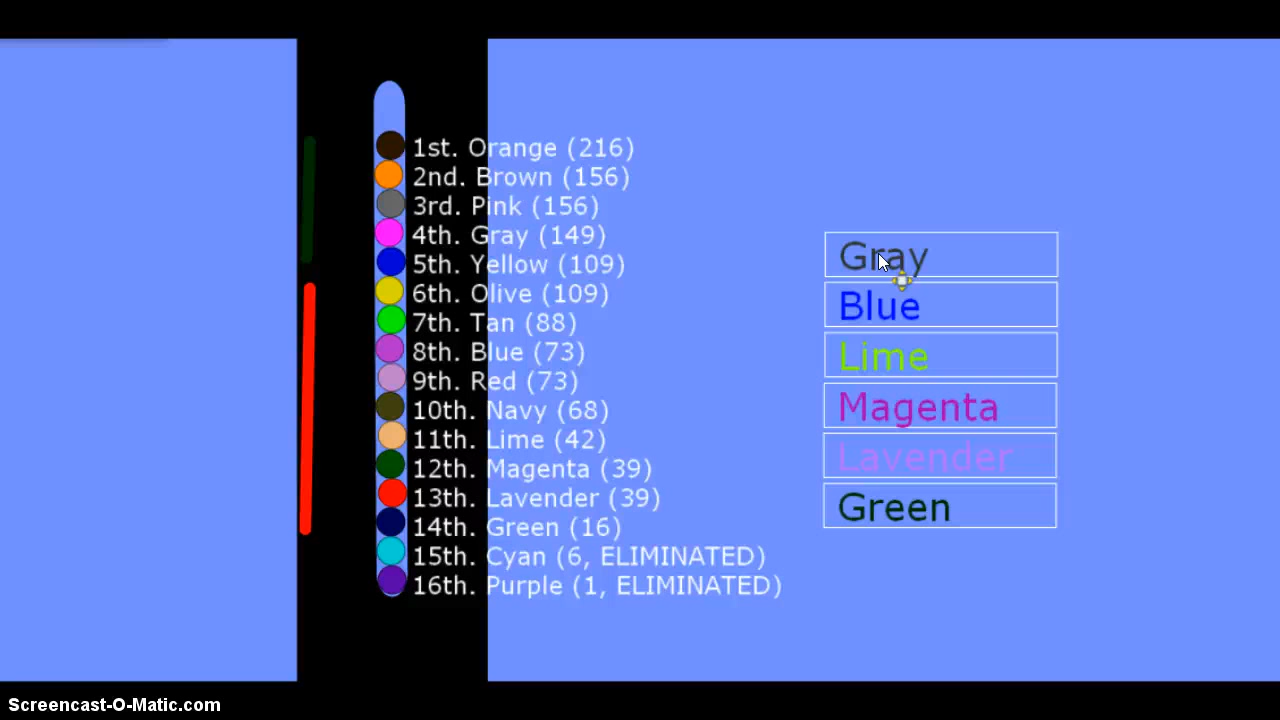 1st. Orange (216)
2nd. Brown (156)
3rd. Pink (156)
4th. Gray (149)
5th. Yellow (109)
6th. Olive (109)
7th. Tan (88)
8th. Blue (73)
9th. Red (73)
10th. Navy (68)
11th. Lime (42)
12th. Magenta (39)
13th. Lavender (39)
14th. Green (16)
15th. Cyan (6, ELIMINATED)
16th. Purple (1, ELIMINATED)
Gray
Blue
Lime
Magenta
Lavender
Green
Screencast-O-Matic.com